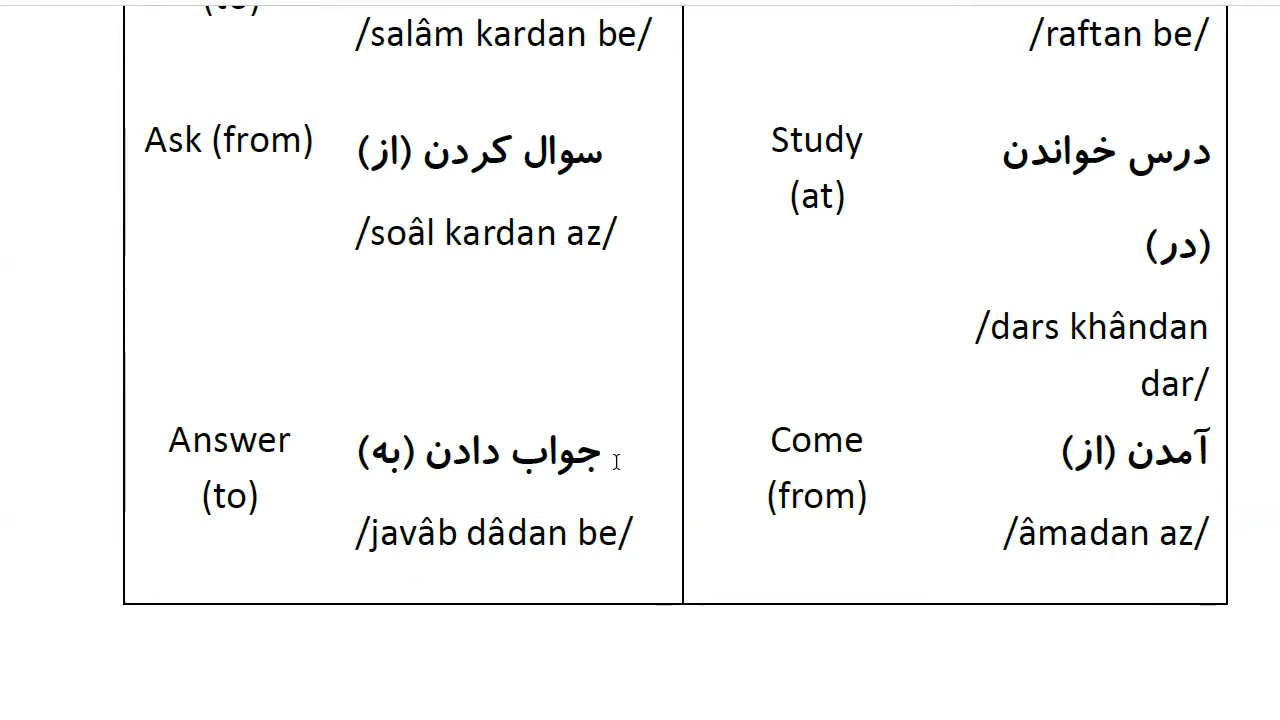 /salâm kardan be/
/raftan be/
Ask (from)
سوال کردن (از)
/soâl kardan az/
Study
(at)
درس خواندن
(در)
/dars khândan
dar/
Answer
(to)
جواب دادن (به)
/javâb dâdan be/
Come
(from)
آمدن (از)
/âmadan az/